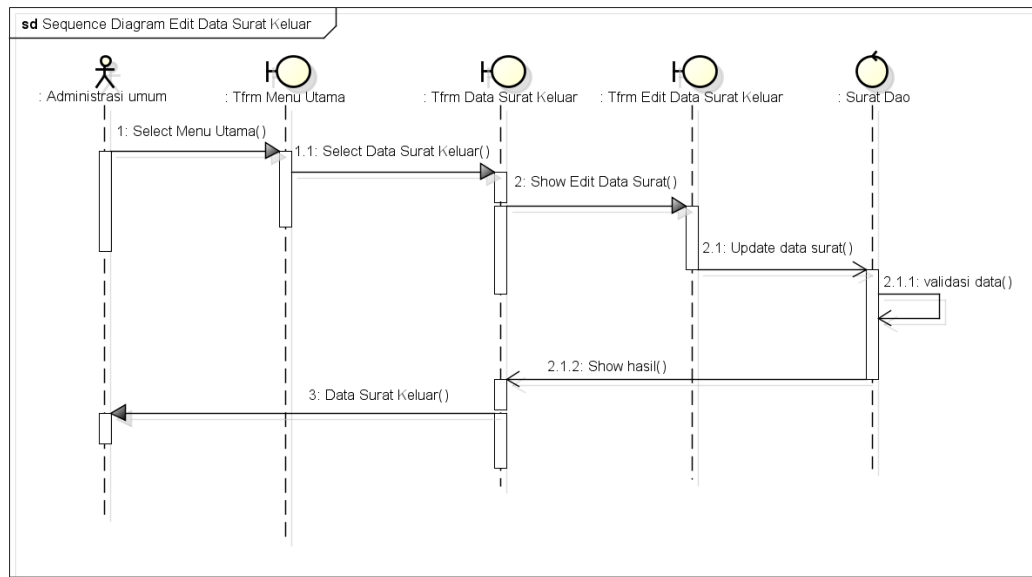 sd Sequence Diagram Edit Data Surat Keluar
: Administrasi umum
: Tfrm Menu Utama
: Tfrm Data Surat Keluar
: Tfrm Edit Data Surat Keluar
: Surat Dao
1: Select Menu Utama()
1.1: Select Data Surat Keluar()
2: Show Edit Data Surat()
2.1: Update data surat()
2.1.1: validasi data()
2.1.2: Show hasil()
3: Data Surat Keluar()